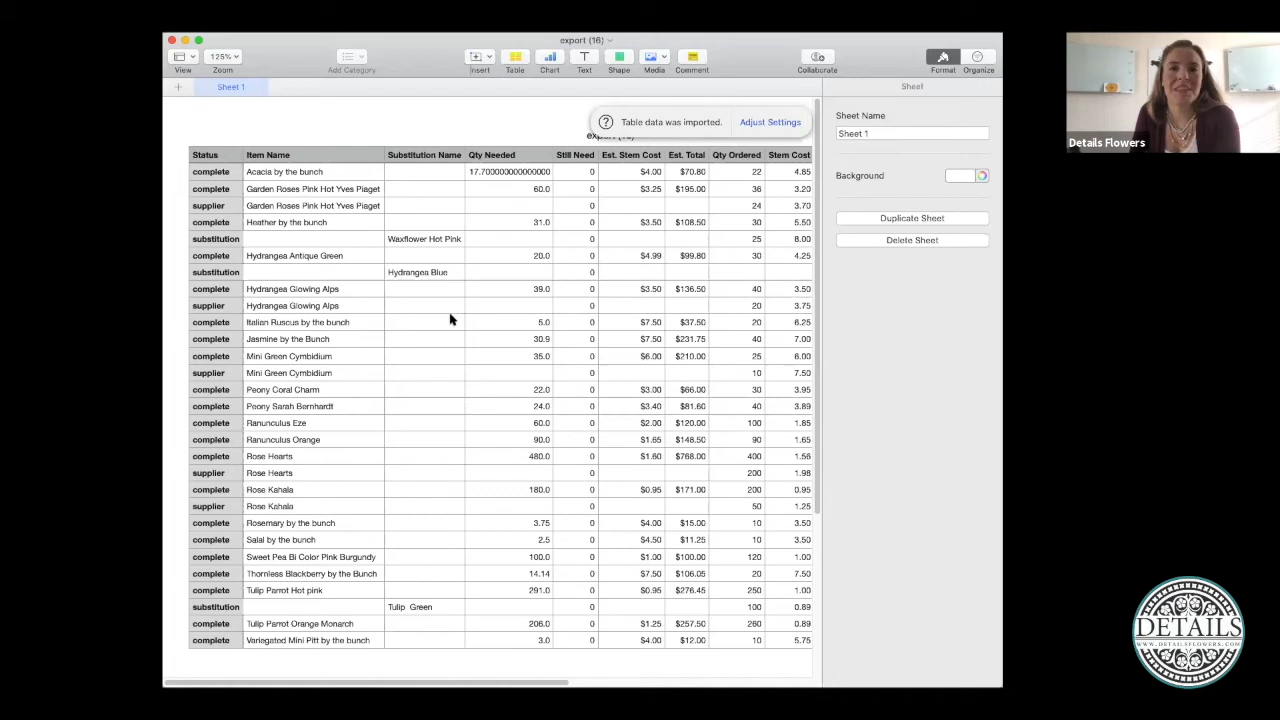 export (16)
125%
View
Zoom
Add Category
Insert
Table
Chart
Text
Shape
Media
Comment
Collaborate
Format
Organize
Sheet 1
Sheet
Table data was imported. Adjust Settings
Sheet Name
Sheet 1
Background
Duplicate Sheet
Delete Sheet
Status Item Name Substitution Name Qty Needed Still Need Est. Stem Cost Est. Total Qty Ordered Stem Cost
complete Acacia by the bunch 17.700000000000000 0 $4.00 $70.80 22 4.85
complete Garden Roses Pink Hot Yves Piaget 60.0 0 $3.25 $195.00 36 3.20
supplier Garden Roses Pink Hot Yves Piaget 0 24 3.70
complete Heather by the bunch 31.0 0 $3.50 $108.50 30 5.50
substitution Waxflower Hot Pink 0 25 8.00
complete Hydrangea Antique Green 20.0 0 $4.99 $99.80 30 4.25
substitution Hydrangea Blue 0
complete Hydrangea Glowing Alps 39.0 0 $3.50 $136.50 40 3.50
supplier Hydrangea Glowing Alps 0 20 3.75
complete Italian Ruscus by the bunch 5.0 0 $7.50 $37.50 20 6.25
complete Jasmine by the Bunch 30.9 0 $7.50 $231.75 40 7.00
complete Mini Green Cymbidium 35.0 0 $6.00 $210.00 25 6.00
supplier Mini Green Cymbidium 0 10 7.50
complete Peony Coral Charm 22.0 0 $3.00 $66.00 30 3.95
complete Peony Sarah Bernhardt 24.0 0 $3.40 $81.60 40 3.89
complete Ranunculus Eze 60.0 0 $2.00 $120.00 100 1.85
complete Ranunculus Orange 90.0 0 $1.65 $148.50 90 1.65
complete Rose Hearts 480.0 0 $1.60 $768.00 400 1.56
supplier Rose Hearts 0 200 1.98
complete Rose Kahala 180.0 0 $0.95 $171.00 200 0.95
supplier Rose Kahala 0 50 1.25
complete Rosemary by the bunch 3.75 0 $4.00 $15.00 10 3.50
complete Salal by the bunch 2.5 0 $4.50 $11.25 10 3.50
complete Sweet Pea Bi Color Pink Burgundy 100.0 0 $1.00 $100.00 120 1.00
complete Thornless Blackberry by the Bunch 14.14 0 $7.50 $106.05 20 7.50
complete Tulip Parrot Hot pink 291.0 0 $0.95 $276.45 250 1.00
substitution Tulip Green 0 100 0.89
complete Tulip Parrot Orange Monarch 206.0 0 $1.25 $257.50 260 0.89
complete Variegated Mini Pitt by the bunch 3.0 0 $4.00 $12.00 10 5.75
Details Flowers
DETAILS
WWW.DETAILSFLOWERS.COM